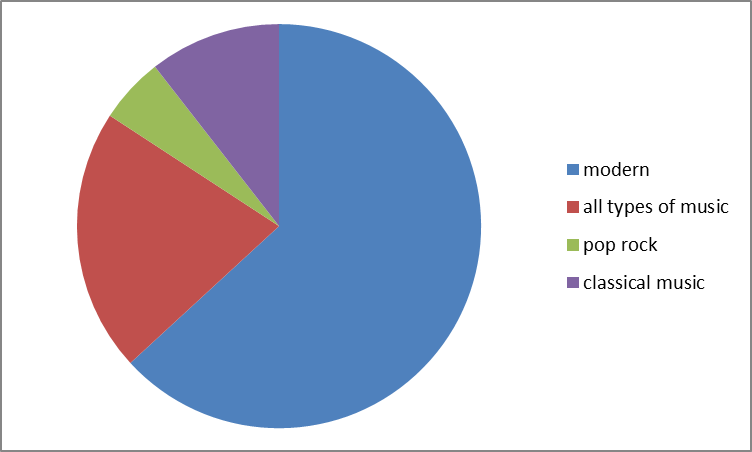 modern
all types of music
pop rock
classical music